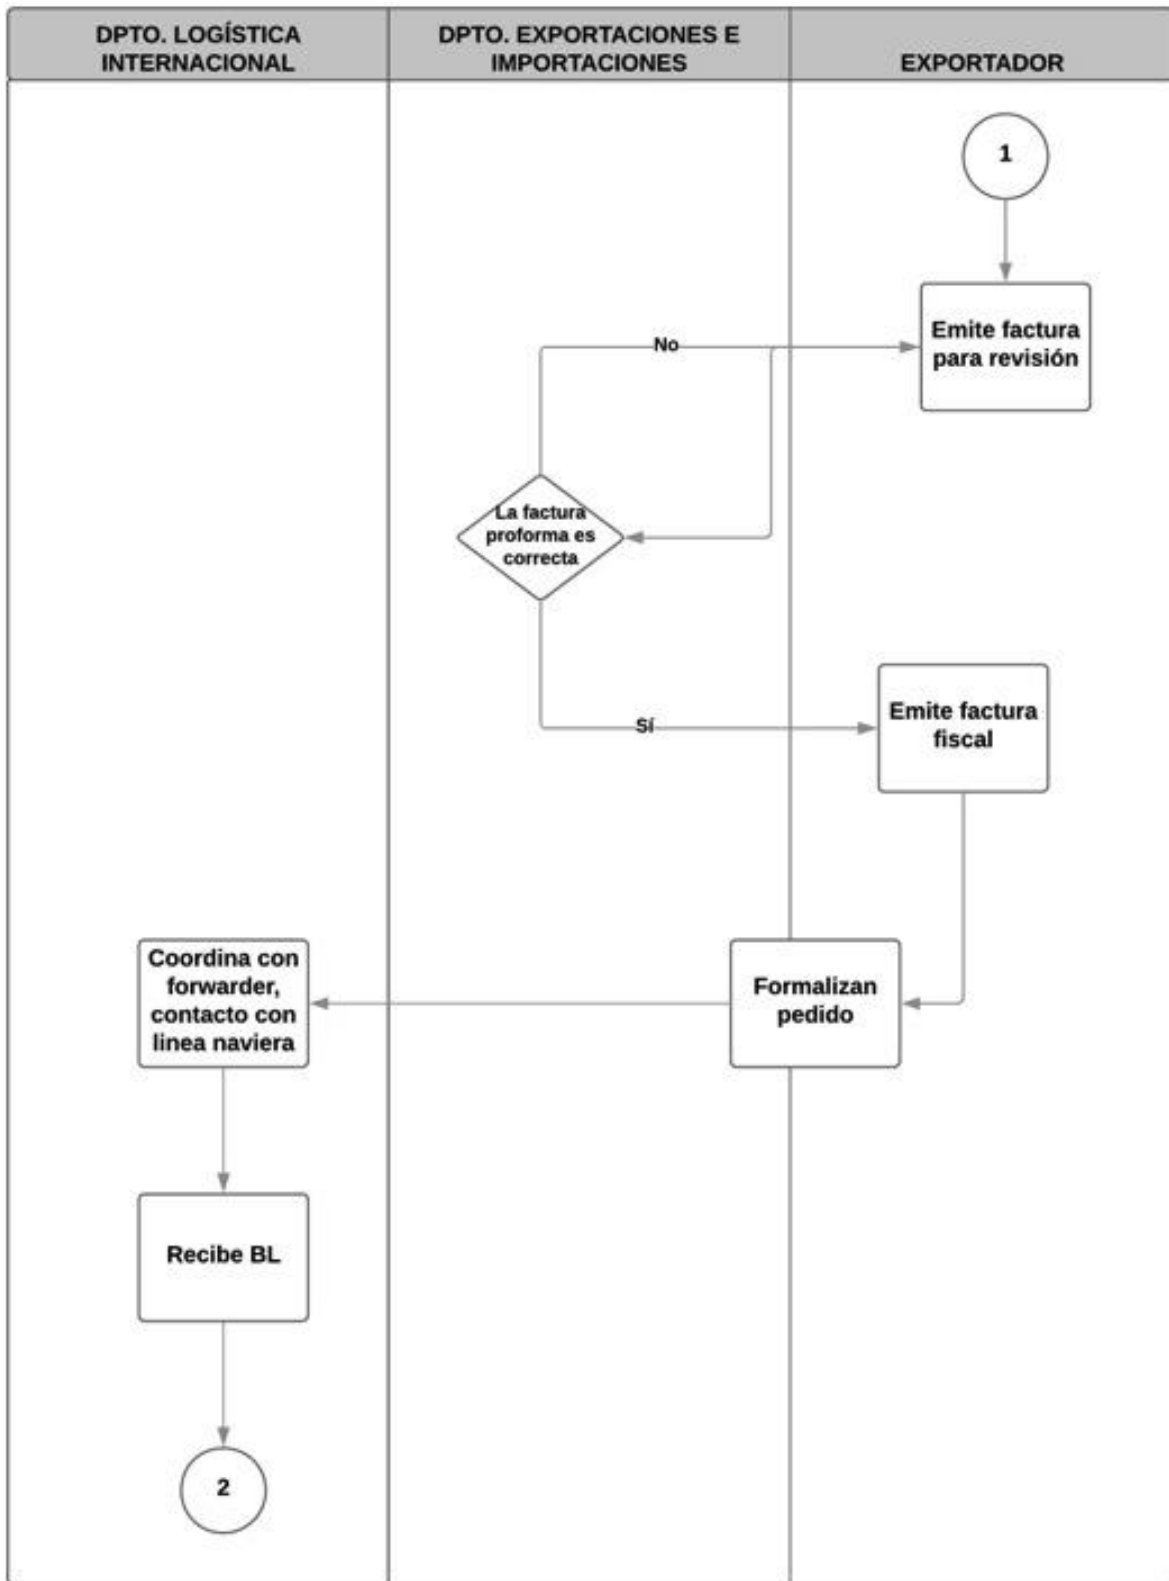 DPTO. LOGÍSTICA
INTERNACIONAL
DPTO. EXPORTACIONES E
IMPORTACIONES
EXPORTADOR
1
Emite factura
para revisión
No
La factura
proforma es
correcta
Emite factura
fiscal
Sí
Coordina con
forwarder,
contacto con
linea naviera
Formalizan
pedido
Recibe BL
2